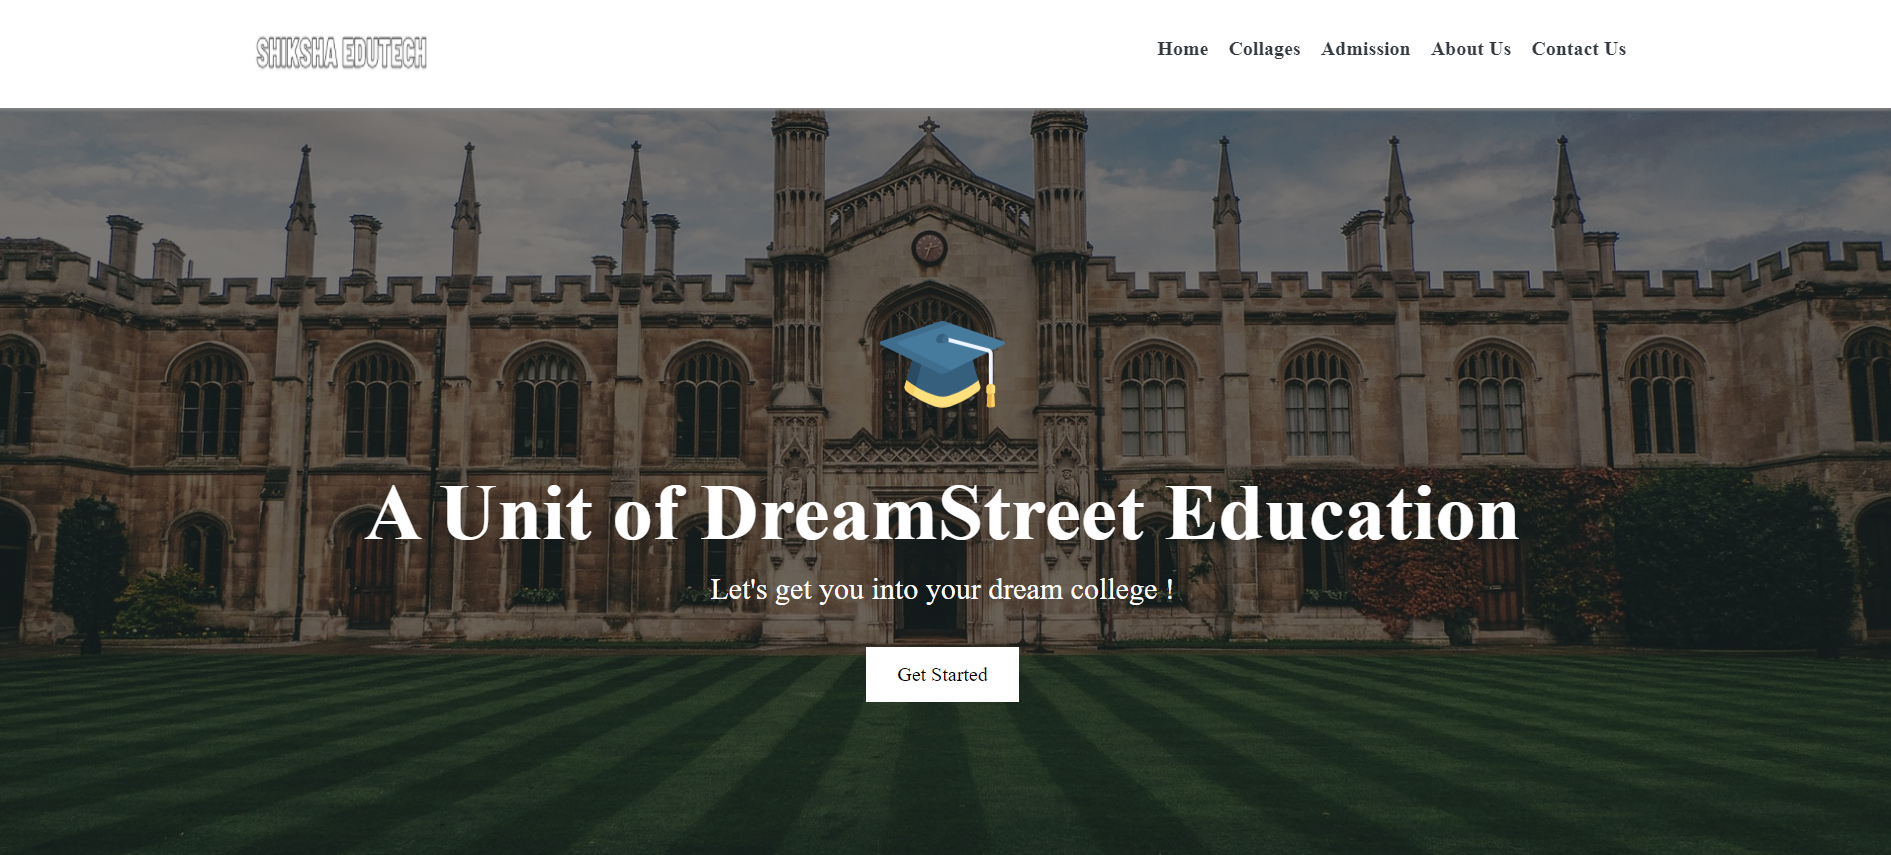 SHIKSHA EDUTECH
Home Collages Admission About Us Contact Us
A Unit of DreamStreet Education
Let's get you into your dream college !
Get Started